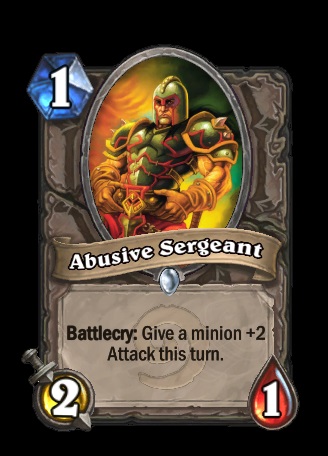 1
Abusive Sergeant
Battlecry: Give a minion +2
Attack this turn.
2
1